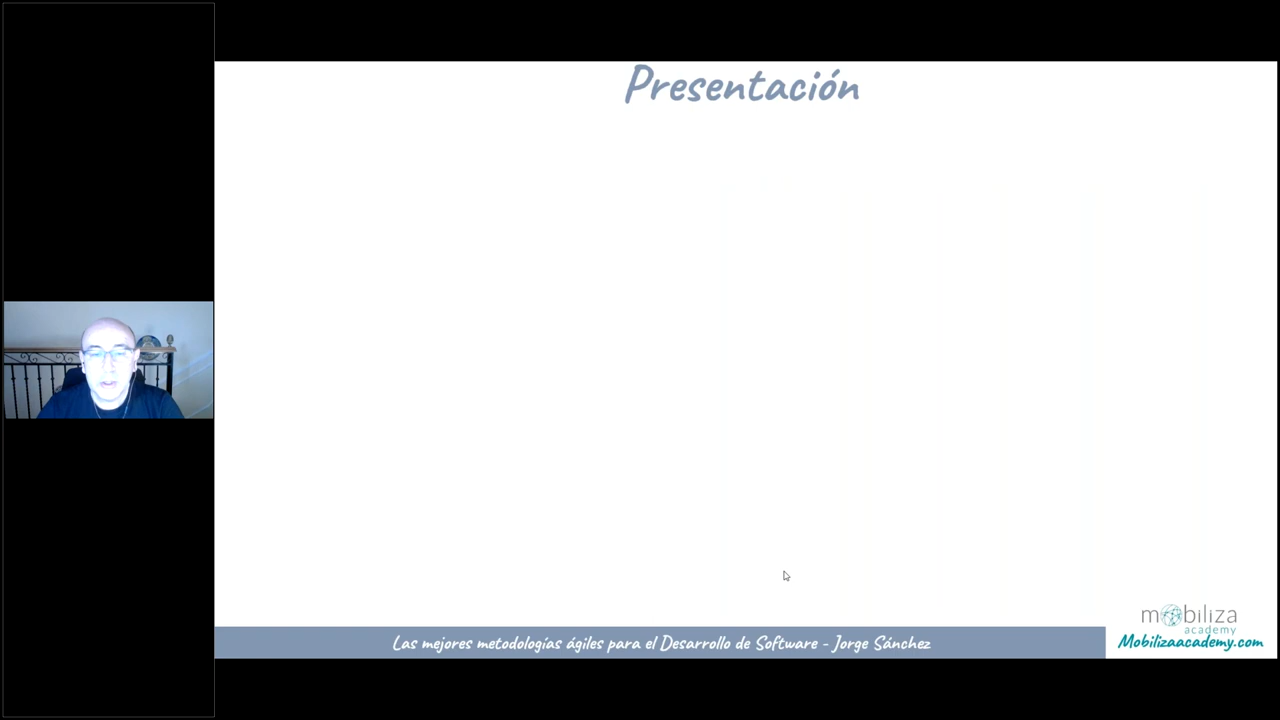 Presentación
mobiliza
academy
Las mejores metodologías ágiles para el Desarrollo de Software - Jorge Sánchez
Mobilizaacademy.com